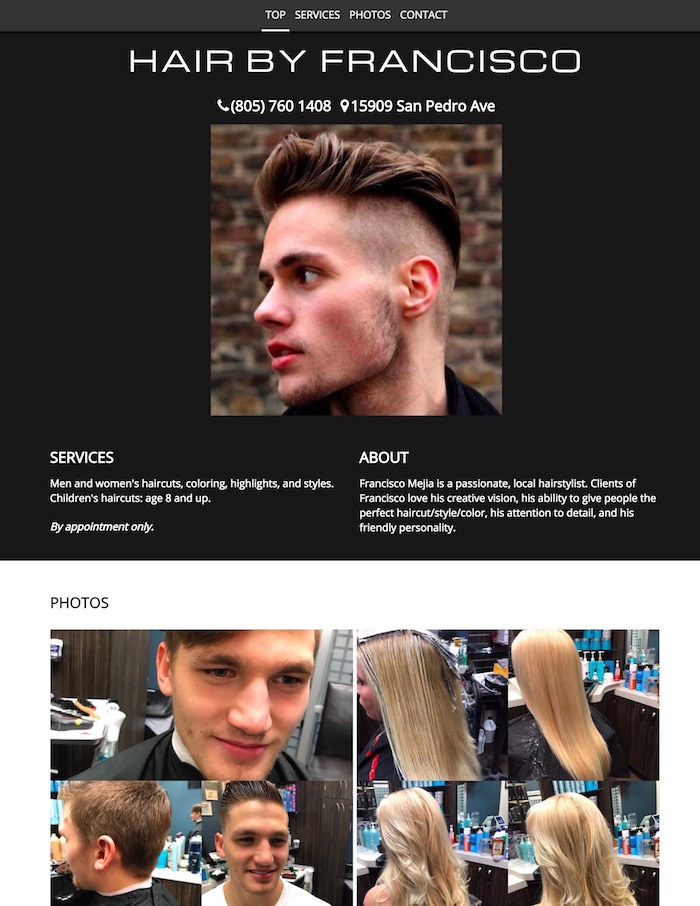 TOP SERVICES PHOTOS CONTACT
HAIR BY FRANCISCO
(805) 760 1408 15909 San Pedro Ave
SERVICES
Men and women's haircuts, coloring, highlights, and styles.
Children's haircuts: age 8 and up.
By appointment only.
ABOUT
Francisco Mejia is a passionate, local hairstylist. Clients of
Francisco love his creative vision, his ability to give people the
perfect haircut/style/color, his attention to detail, and his
friendly personality.
PHOTOS